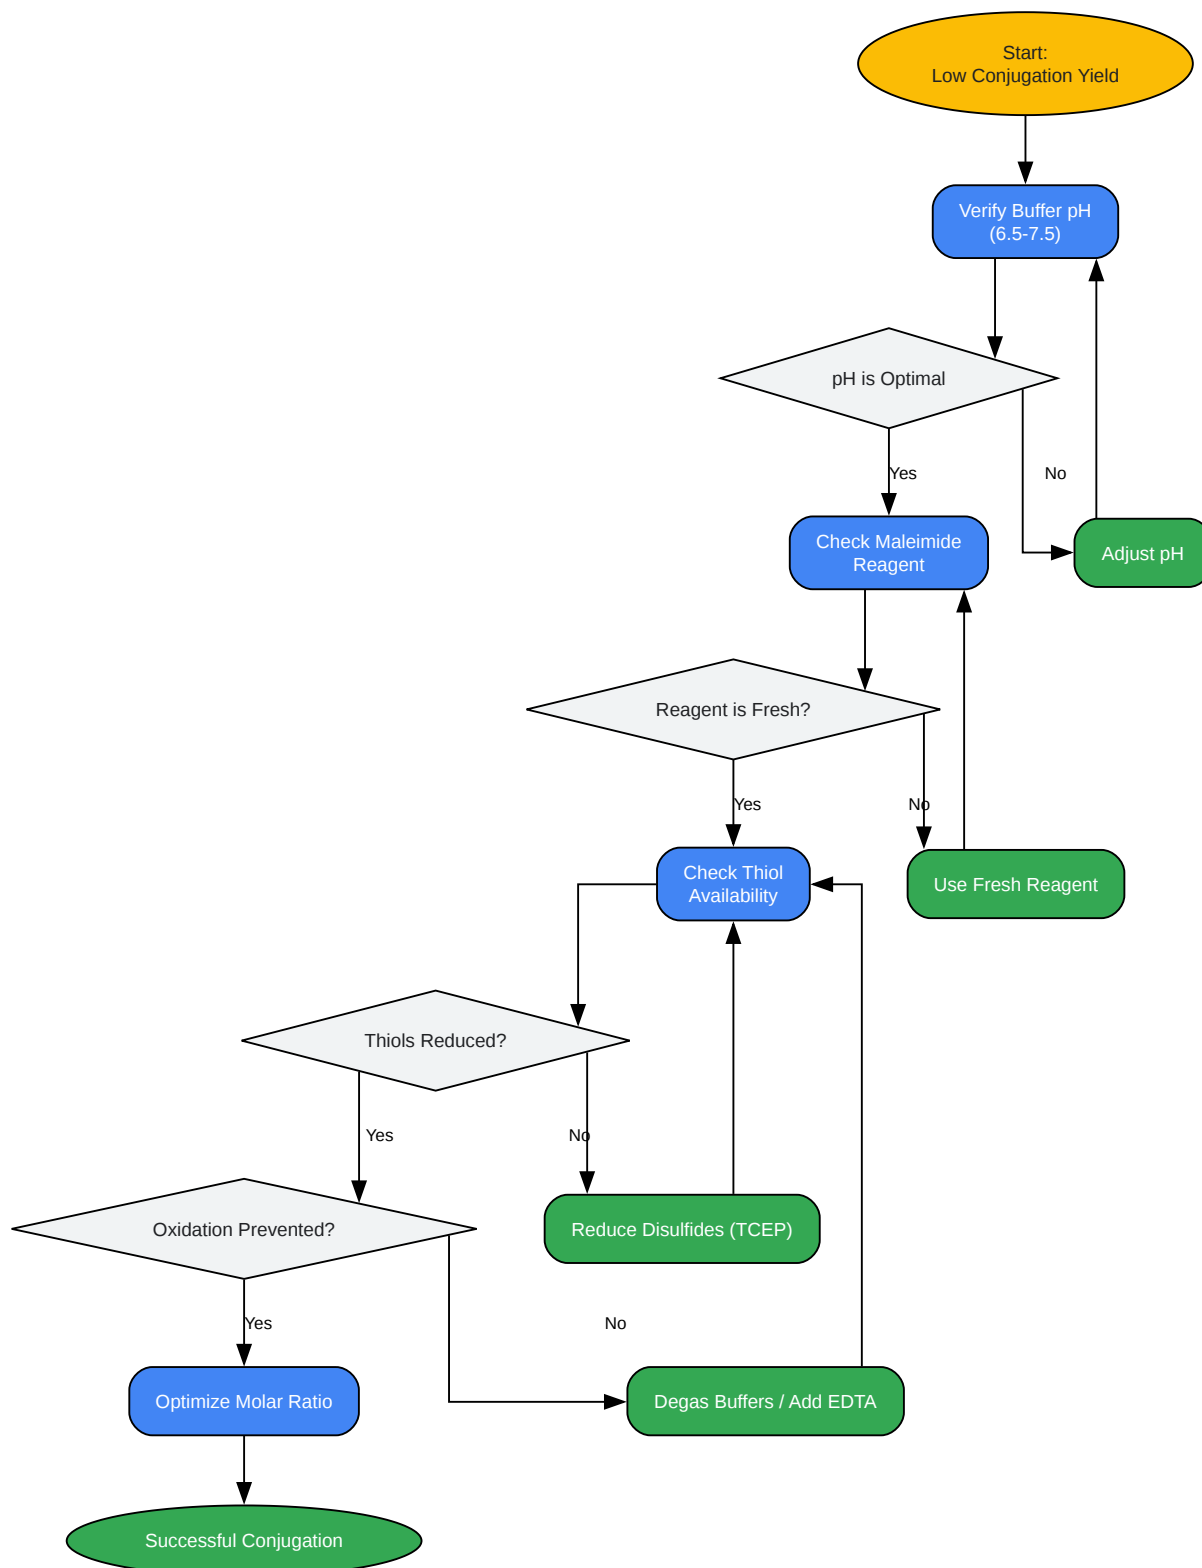 Start:
Low Conjugation Yield
Verify Buffer pH
(6.5-7.5)
pH is Optimal
Yes
No
Check Maleimide
Reagent
Adjust pH
Reagent is Fresh?
Yes
No
Check Thiol
Availability
Use Fresh Reagent
Thiols Reduced?
Yes
No
Oxidation Prevented?
Reduce Disulfides (TCEP)
Yes
No
Optimize Molar Ratio
Degas Buffers / Add EDTA
Successful Conjugation